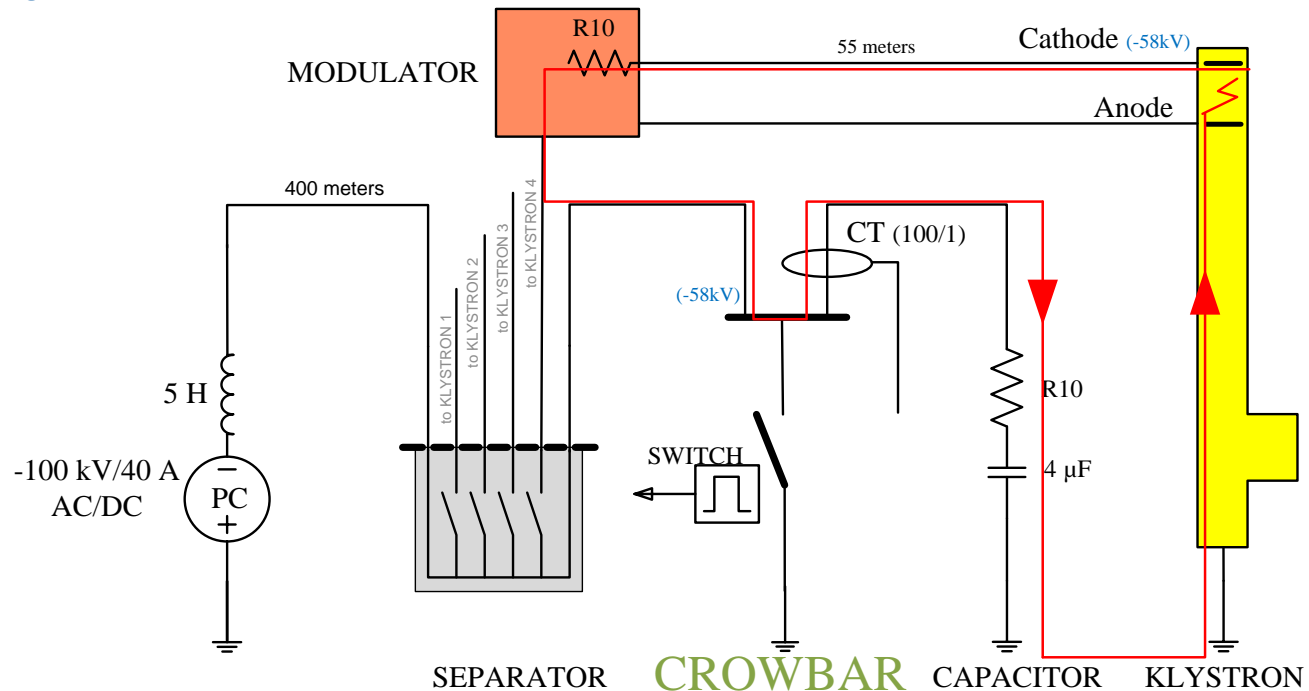 R10
MODULATOR
55 meters
Cathode (-58kV)
Anode
400 meters
to KLYSTRON 1
to KLYSTRON 2
to KLYSTRON 3
to KLYSTRON 4
CT (100/1)
(-58kV)
5 H
R10
-100 kV/40 A
AC/DC
−
PC
+
SWITCH
4 μF
SEPARATOR
CROWBAR
CAPACITOR
KLYSTRON